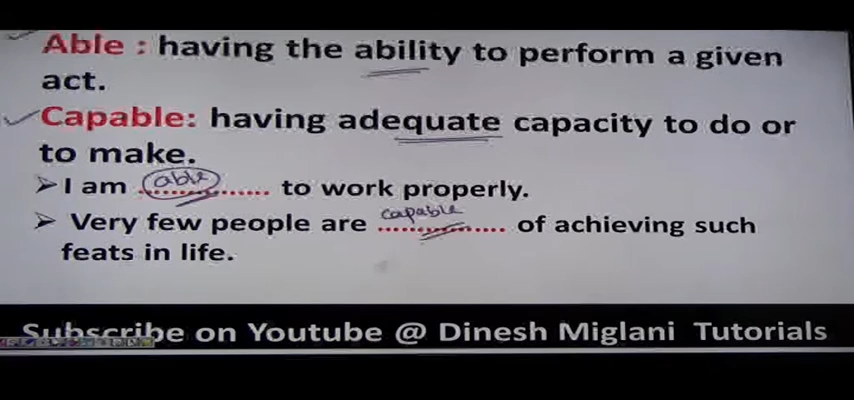 Able : having the ability to perform a given
act.
Capable: having adequate capacity to do or
to make.
➤ I am able to work properly.
➤ Very few people are capable of achieving such
feats in life.
Subscribe on Youtube @ Dinesh Miglani Tutorials